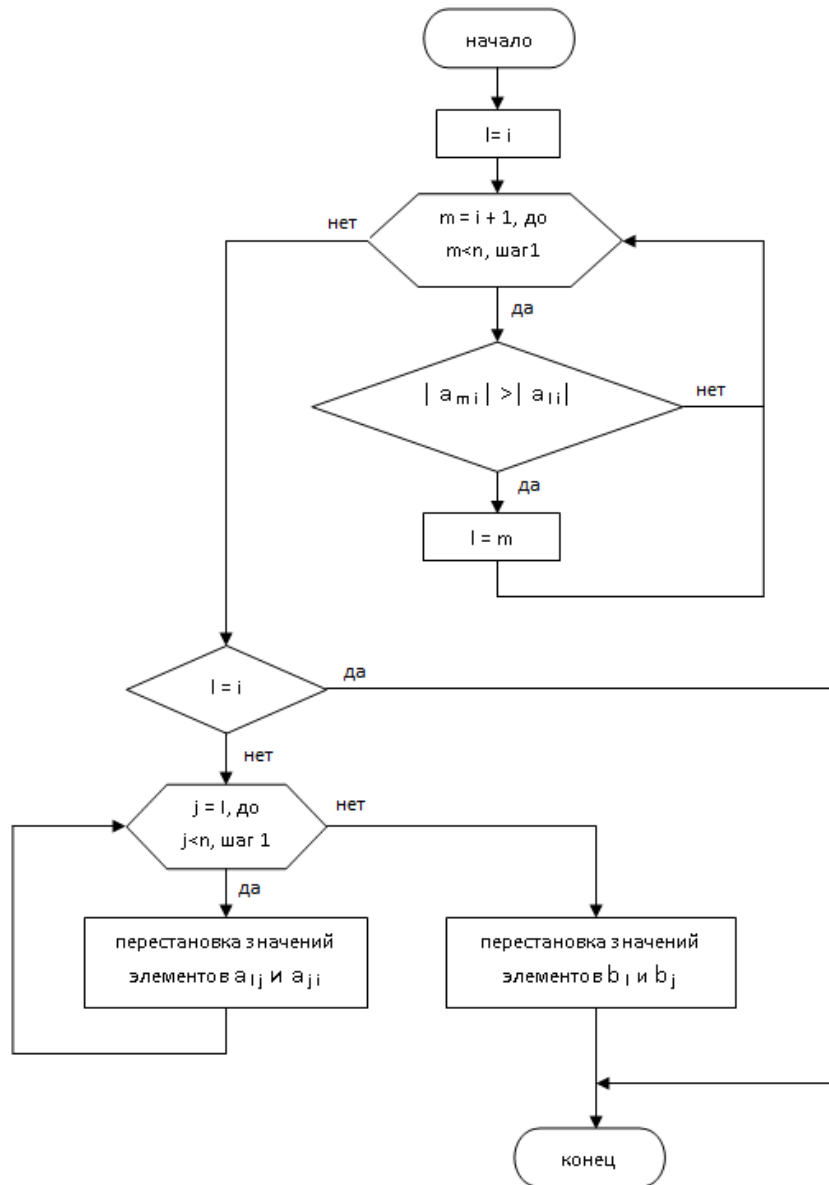 начало
l= i
m = i + 1, до
m<n, шаг1
нет
да
| a m i | >| a l i|
нет
да
l = m
l = i
да
нет
j = l, до
j<n, шаг 1
нет
да
перестановка значений
элементов a l j и a j i
перестановка значений
элементов b l и b j
конец